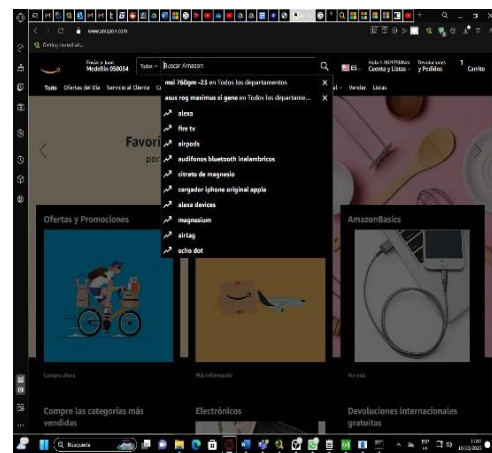 www.amazon.com
Enviar a Juan
Medellín 050034
Todos
Buscar Amazon
ES
Cuenta y Listas
Devoluciones
y Pedidos
1
Carrito
Todo
Ofertas del Día
Servicio al Cliente
Vender
Listas
msi 760gm -23 en Todos los departamentos
X
asus rog maximus xi gene en Todos los departame...
X
alexa
fire tv
airpods
audifonos bluetooth inalambricos
citrato de magnesio
cargador iphone original apple
alexa devices
magnesium
airtag
echo dot
Favori
por
Ofertas y Promociones
AmazonBasics
Compra ahora
Más información
Ver más
Compre las categorías más
vendidas
Electrónicos
Devoluciones internacionales
gratuitas
Búsqueda
ESP